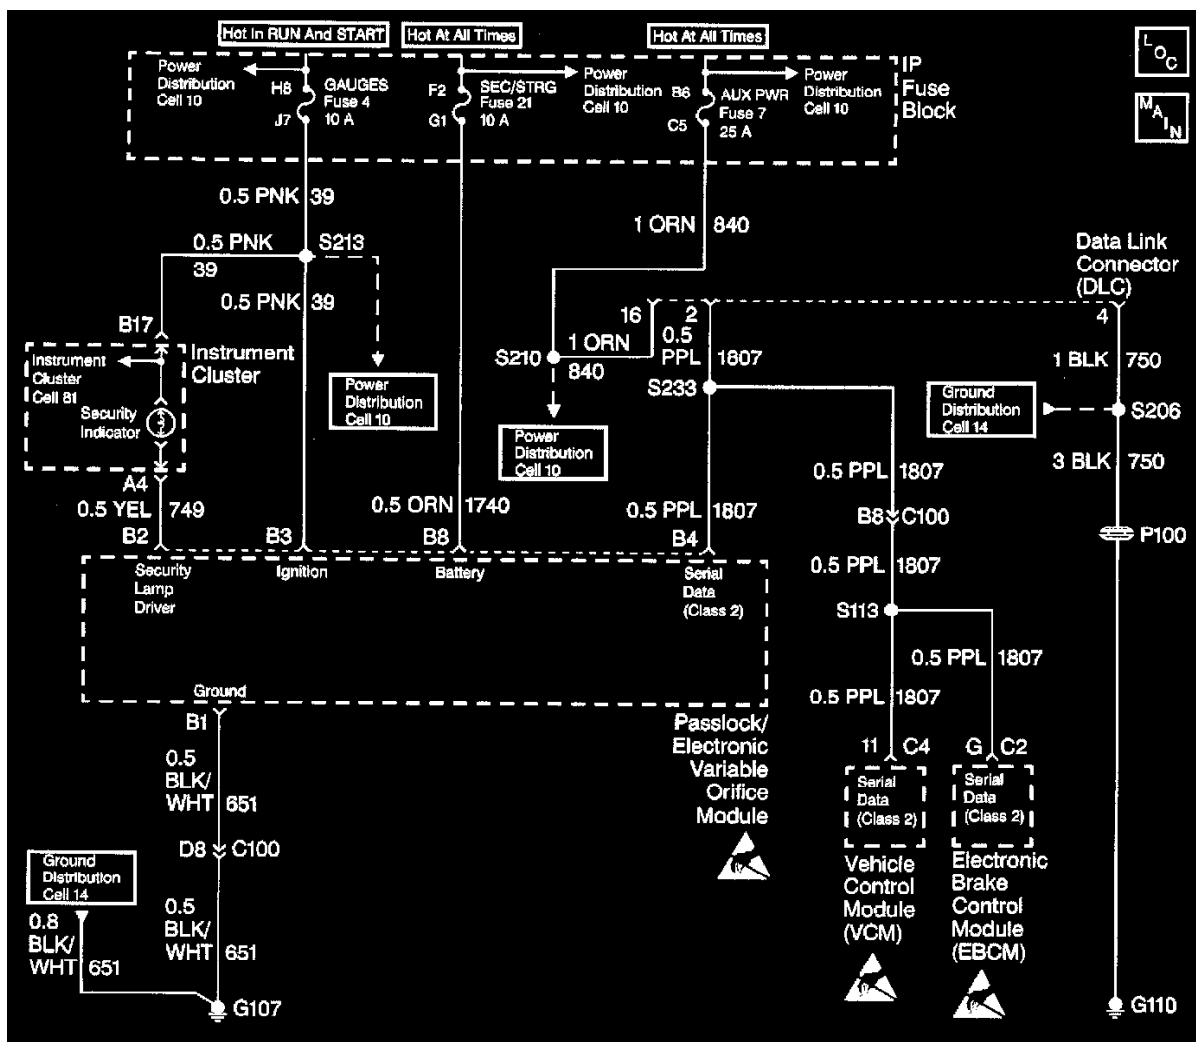 Hot In RUN And START
Hot At All Times
Hot At All Times
L
O
C
M
A
I
N
Power
Distribution
Cell 10
H8
J7
GAUGES
Fuse 4
10 A
F2
G1
SEC/STRG
Fuse 21
10 A
Power
Distribution
Cell 10
B6
C5
AUX PWR
Fuse 7
25 A
Power
Distribution
Cell 10
IP
Fuse
Block
0.5 PNK 39
1 ORN 840
0.5 PNK
39
S213
0.5 PNK 39
Data Link
Connector
(DLC)
B17
16
2
4
Instrument
Cluster
Cell 81
Security
Indicator
Instrument
Cluster
Power
Distribution
Cell 10
S210
1 ORN
840
0.5
PPL 1807
S233
1 BLK 750
Ground
Distribution
Cell 14
S206
Power
Distribution
Cell 10
3 BLK 750
0.5 PPL 1807
A4
0.5 YEL 749
0.5 ORN 1740
0.5 PPL 1807
B8 C100
B2
B3
B8
B4
P100
Security
Lamp
Driver
Ignition
Battery
Serial
Data
(Class 2)
0.5 PPL 1807
S113
0.5 PPL 1807
0.5 PPL 1807
Ground
B1
Passlock/
Electronic
Variable
Orifice
Module
11 C4
G C2
0.5
BLK/
WHT 651
Serial
Data
(Class 2)
Serial
Data
(Class 2)
D8 C100
Vehicle
Control
Module
(VCM)
Electronic
Brake
Control
Module
(EBCM)
Ground
Distribution
Cell 14
0.8
BLK/
WHT 651
0.5
BLK/
WHT 651
G107
G110